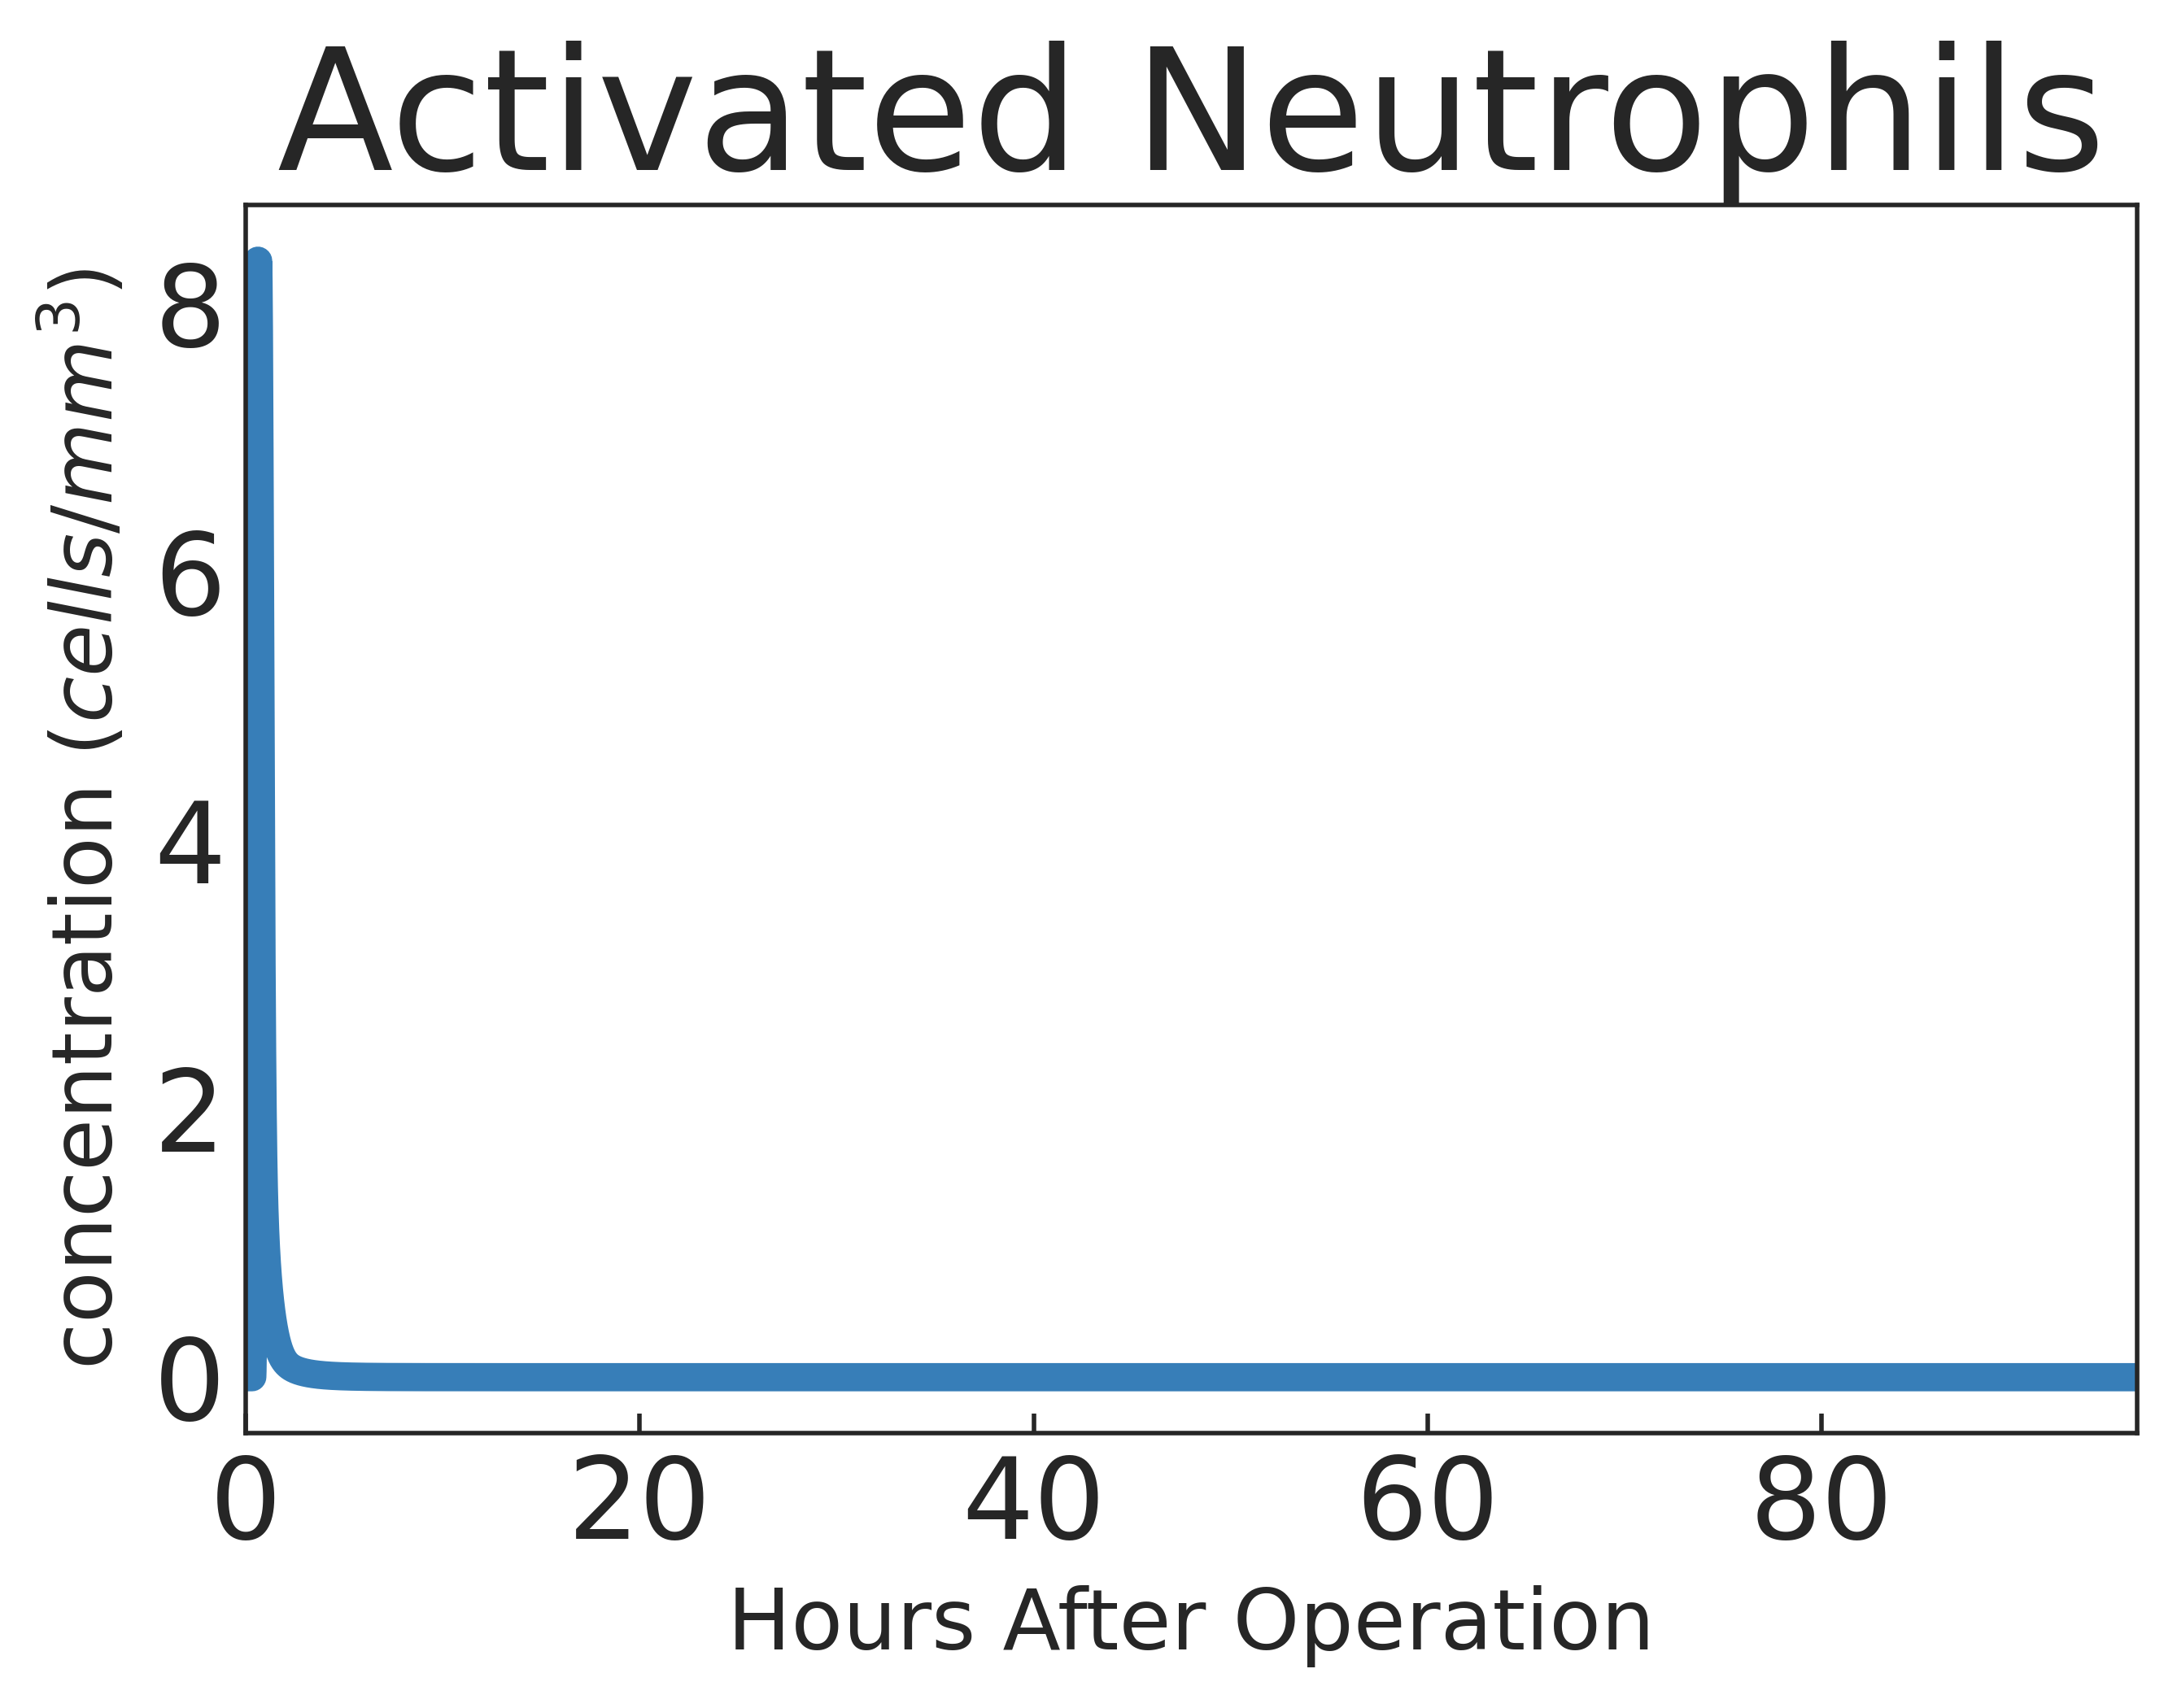 Activated Neutrophils
concentration (cells/mm³)
8
6
4
2
0
0 20 40 60 80
Hours After Operation